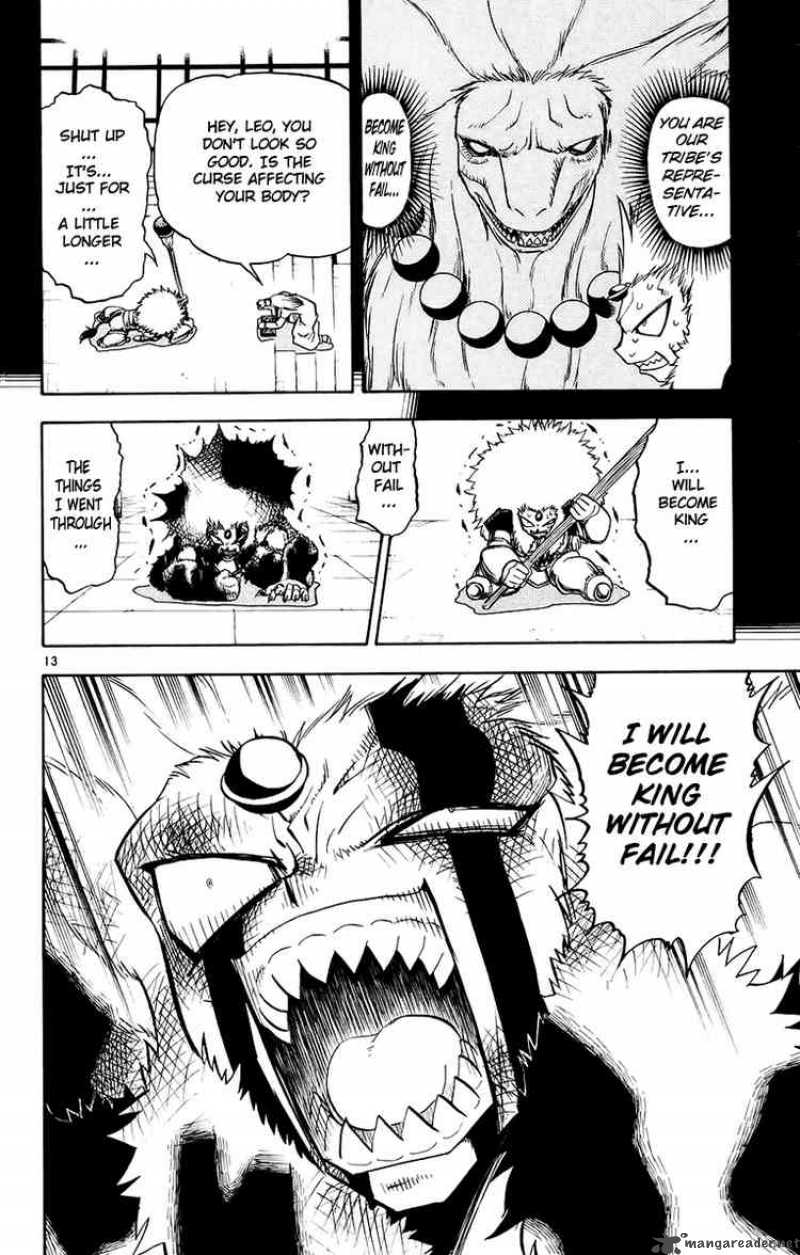 YOU ARE
OUR
TRIBE'S
REPRE-
SENTA-
TIVE...
BECOME
KING
WITHOUT
FAIL...
HEY, LEO, YOU
DON'T LOOK SO
GOOD. IS THE
CURSE AFFECTING
YOUR BODY?
SHUT UP
...
IT'S...
JUST FOR
...
A LITTLE
LONGER
...
I...
WILL
BECOME
KING
...
WITH-
OUT
FAIL
...
THE
THINGS
I WENT
THROUGH
...
13
I WILL
BECOME
KING
WITHOUT
FAIL!!!
mangareader.net